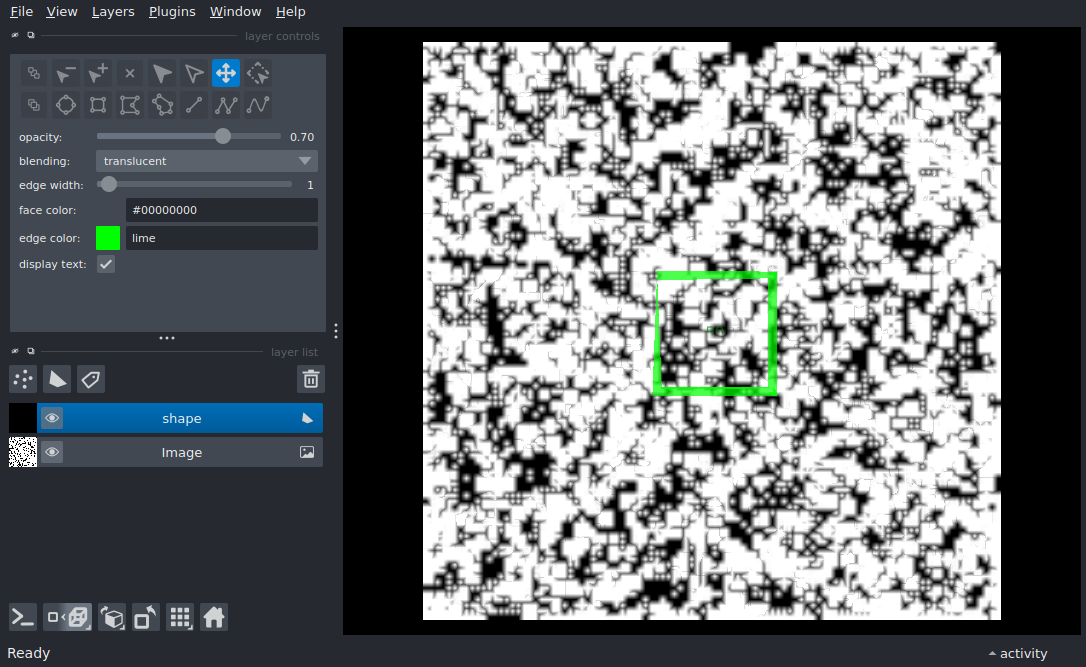 File View Layers Plugins Window Help
layer controls
opacity: 0.70
blending: translucent
edge width: 1
face color: #00000000
edge color: lime
display text:
layer list
shape
Image
Ready
activity